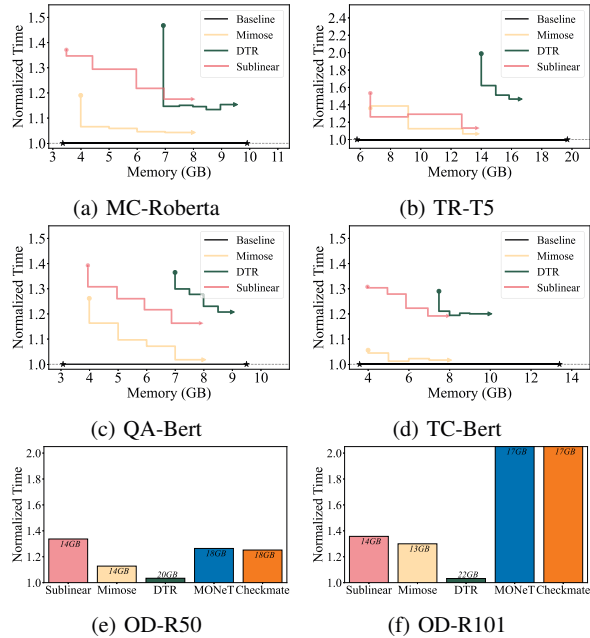 Normalized Time
1.5
1.4
1.3
1.2
1.1
1.0
Baseline
Mimose
DTR
Sublinear
3 4 5 6 7 8 9 10 11
Memory (GB)
(a) MC-Roberta
Normalized Time
2.5
2.4
2.2
2.0
1.8
1.6
1.4
1.2
1.0
Baseline
Mimose
DTR
Sublinear
6 8 10 12 14 16 18 20
Memory (GB)
(b) TR-T5
Normalized Time
1.5
1.4
1.3
1.2
1.1
1.0
Baseline
Mimose
DTR
Sublinear
3 4 5 6 7 8 9 10
Memory (GB)
(c) QA-Bert
Normalized Time
1.5
1.4
1.3
1.2
1.1
1.0
Baseline
Mimose
DTR
Sublinear
4 6 8 10 12 14
Memory (GB)
(d) TC-Bert
Normalized Time
2.0
1.8
1.6
1.4
1.2
1.0
14GB
14GB
20GB
18GB
18GB
Sublinear Mimose DTR MONeT Checkmate
(e) OD-R50
Normalized Time
2.0
1.8
1.6
1.4
1.2
1.0
14GB
13GB
22GB
17GB
17GB
Sublinear Mimose DTR MONeT Checkmate
(f) OD-R101